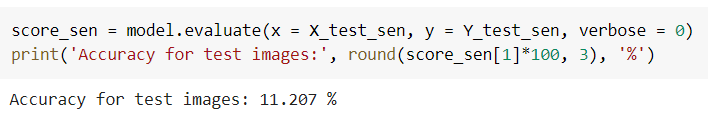 score_sen = model.evaluate(x = X_test_sen, y = Y_test_sen, verbose = 0)
print('Accuracy for test images:', round(score_sen[1]*100, 3), '%')
Accuracy for test images: 11.207 %